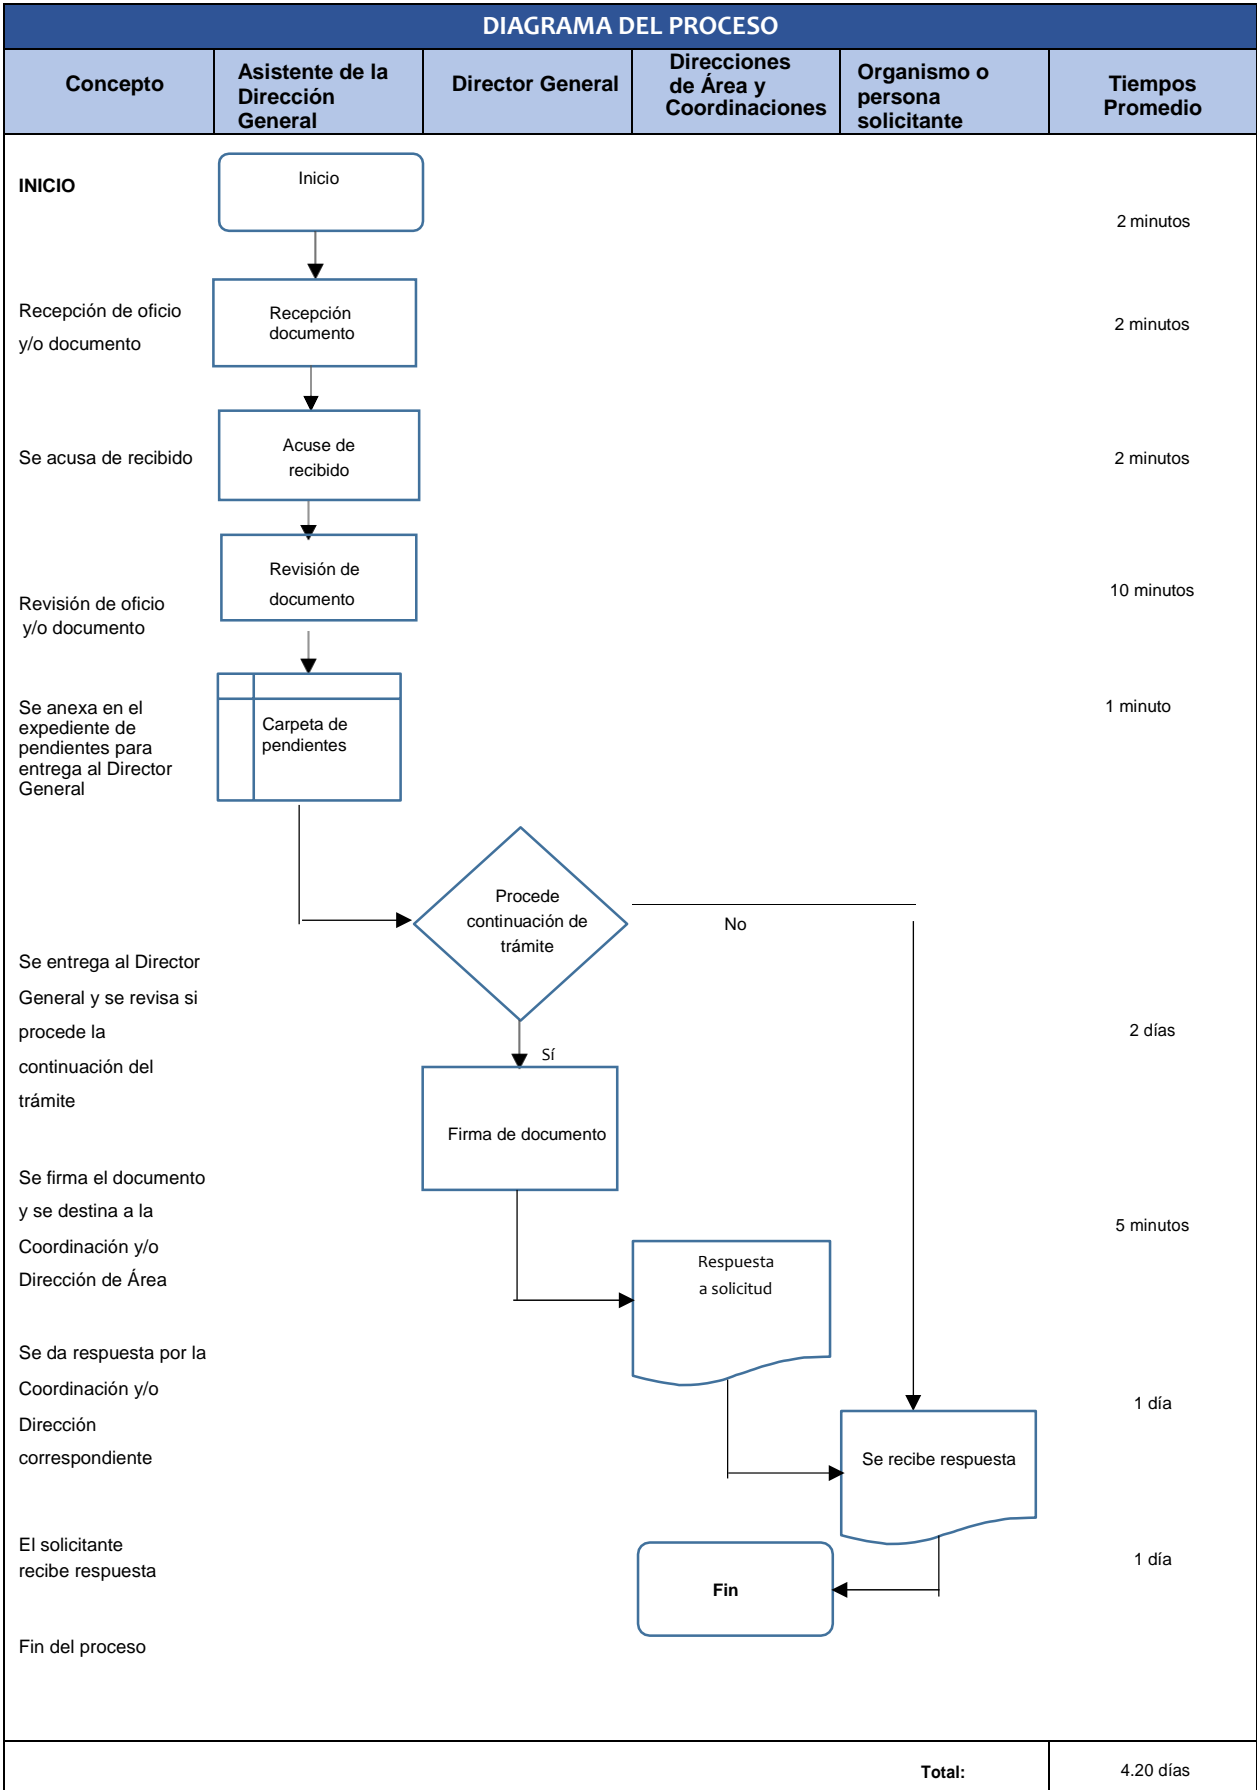 DIAGRAMA DEL PROCESO
Concepto
Asistente de la
Dirección
General
Director General
Direcciones
de Área y
Coordinaciones
Organismo o
persona
solicitante
Tiempos
Promedio
INICIO
Inicio
2 minutos
Recepción de oficio
y/o documento
Recepción
documento
2 minutos
Se acusa de recibido
Acuse de
recibido
2 minutos
Revisión de oficio
y/o documento
Revisión de
documento
10 minutos
Se anexa en el
expediente de
pendientes para
entrega al Director
General
Carpeta de
pendientes
1 minuto
Procede
continuación de
trámite
No
Sí
Se entrega al Director
General y se revisa si
procede la
continuación del
trámite
2 días
Firma de documento
Se firma el documento
y se destina a la
Coordinación y/o
Dirección de Área
5 minutos
Respuesta
a solicitud
Se da respuesta por la
Coordinación y/o
Dirección
correspondiente
1 día
Se recibe respuesta
El solicitante
recibe respuesta
1 día
Fin
Fin del proceso
Total:
4.20 días